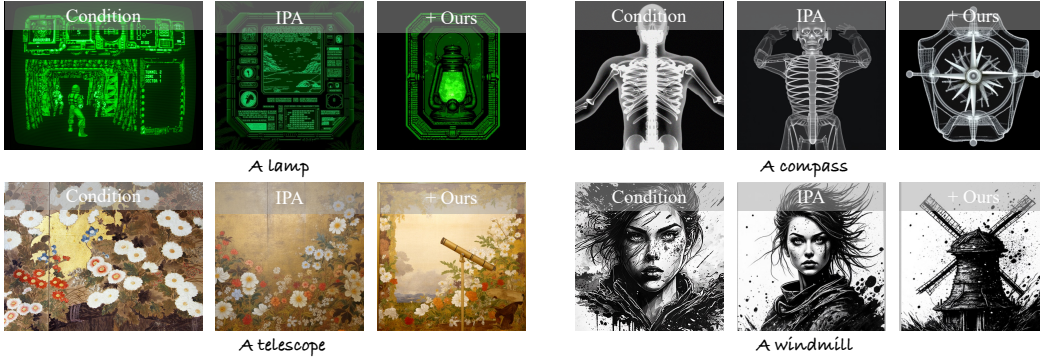 Condition IPA + Ours
Condition IPA + Ours
A lamp
A compass
Condition IPA + Ours
Condition IPA + Ours
A telescope
A windmill